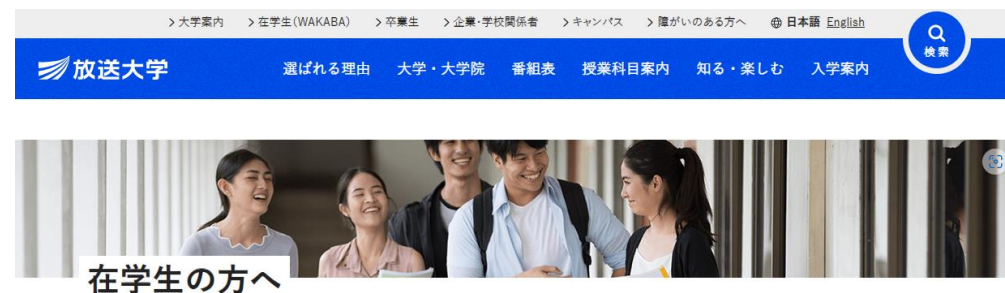 >大学案内 >在学生(WAKABA) >卒業生 >企業・学校関係者 >キャンパス >障がいのある方へ 日本語 English
検索
放送大学 選ばれる理由 大学・大学院 番組表 授業科目案内 知る・楽しむ 入学案内
在学生の方へ